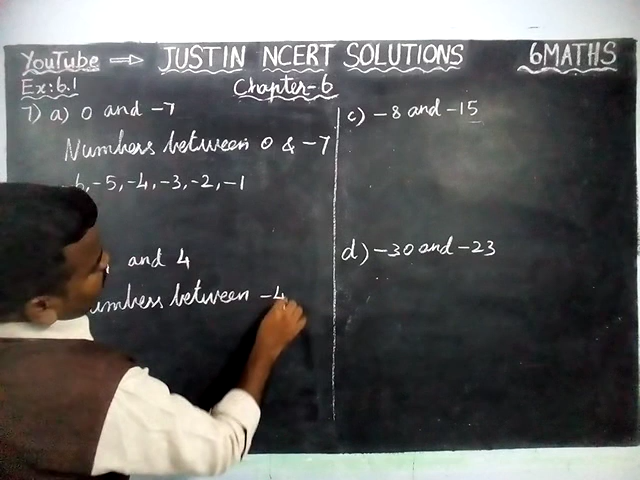 YouTube → JUSTIN NCERT SOLUTIONS 6MATHS
Ex:6.1 Chapter-6
7) a) 0 and -7
Numbers between 0 & -7
-5, -4, -3, -2, -1
and 4
umbers between -4
c) -8 and -15
d) -30 and -23